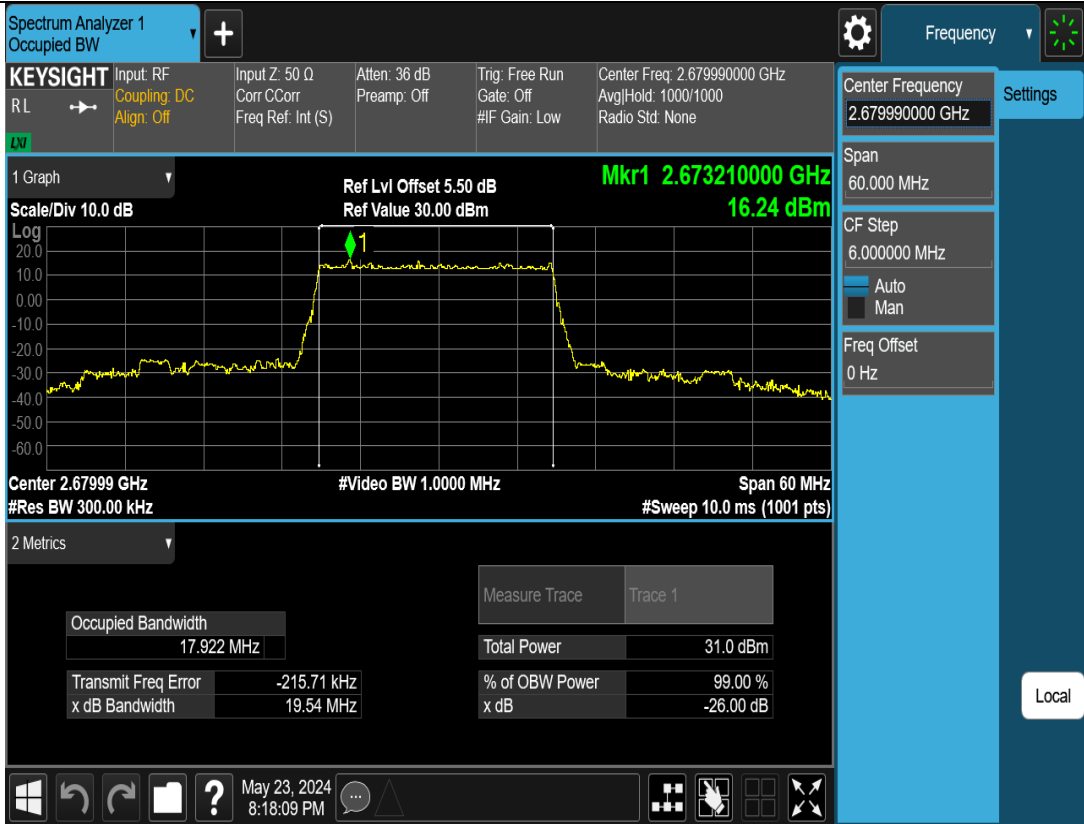 Spectrum Analyzer 1
Occupied BW
+
Frequency
KEYSIGHT
R L
LXI
Input: RF
Coupling: DC
Align: Off
Input Z: 50 Ω
Corr CCorr
Freq Ref: Int (S)
Atten: 36 dB
Preamp: Off
Trig: Free Run
Gate: Off
#IF Gain: Low
Center Freq: 2.679990000 GHz
Avg|Hold: 1000/1000
Radio Std: None
Center Frequency
2.679990000 GHz
Settings
Span
60.000 MHz
CF Step
6.000000 MHz
Auto
Man
Freq Offset
0 Hz
Local
1 Graph
Scale/Div 10.0 dB
Ref Lvl Offset 5.50 dB
Ref Value 30.00 dBm
Mkr1 2.673210000 GHz
16.24 dBm
Log
20.0
10.0
0.00
-10.0
-20.0
-30.0
-40.0
-50.0
-60.0
1
Center 2.67999 GHz
#Res BW 300.00 kHz
#Video BW 1.0000 MHz
Span 60 MHz
#Sweep 10.0 ms (1001 pts)
2 Metrics
Measure Trace Trace 1
Occupied Bandwidth
17.922 MHz
Total Power 31.0 dBm
Transmit Freq Error -215.71 kHz
% of OBW Power 99.00 %
x dB Bandwidth 19.54 MHz
x dB -26.00 dB
?
May 23, 2024
8:18:09 PM